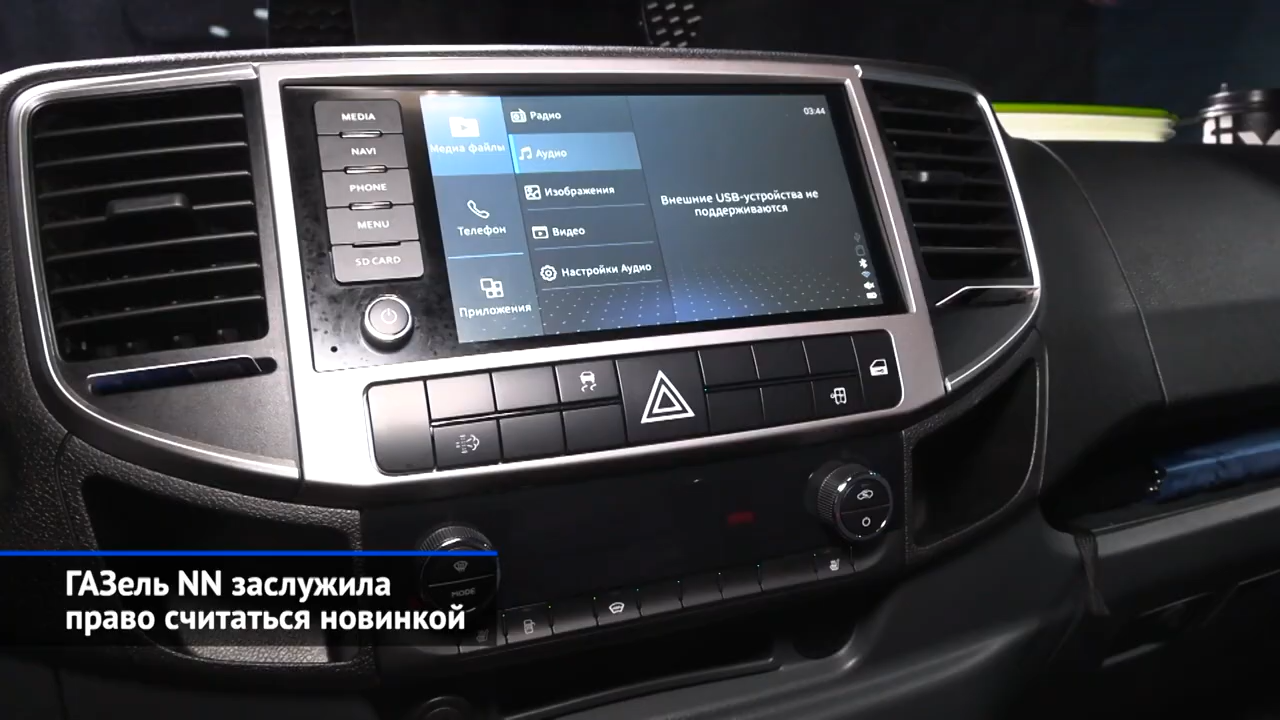 MEDIA
NAVI
PHONE
MENU
SD CARD
Медиа файлы
Телефон
Приложения
Радио
Аудио
Изображения
Видео
Настройки Аудио
03:44
Внешние USB-устройства не
поддерживаются
MODE
ГАЗель NN заслужила
право считаться новинкой